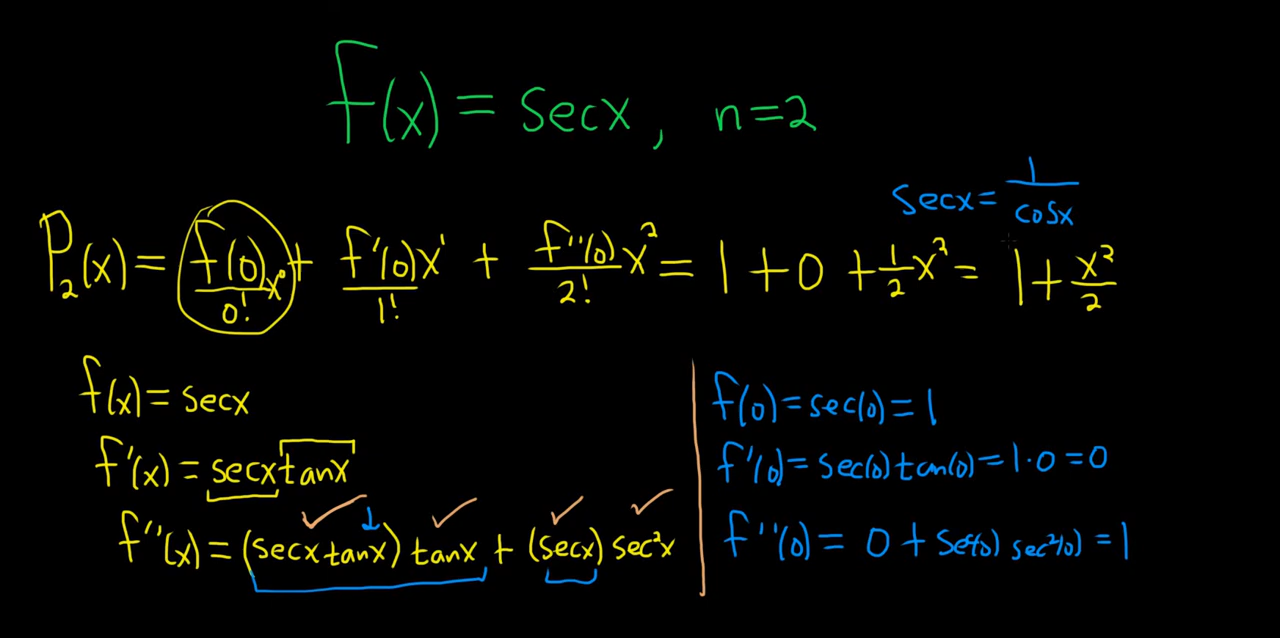 f(x) = secx, n=2
secx = 1/cosx
P₂(x) = f(0)/0! x⁰ + f'(0)x¹/1! + f''(0)/2! x² = 1 + 0 + 1/2 x² = 1 + x²/2
f(x) = secx
f'(x) = secx tanx
f''(x) = (secx tanx) tanx + (secx) sec²x
f(0) = sec(0) = 1
f'(0) = sec(0) tan(0) = 1·0 = 0
f''(0) = 0 + sec(0) sec²(0) = 1